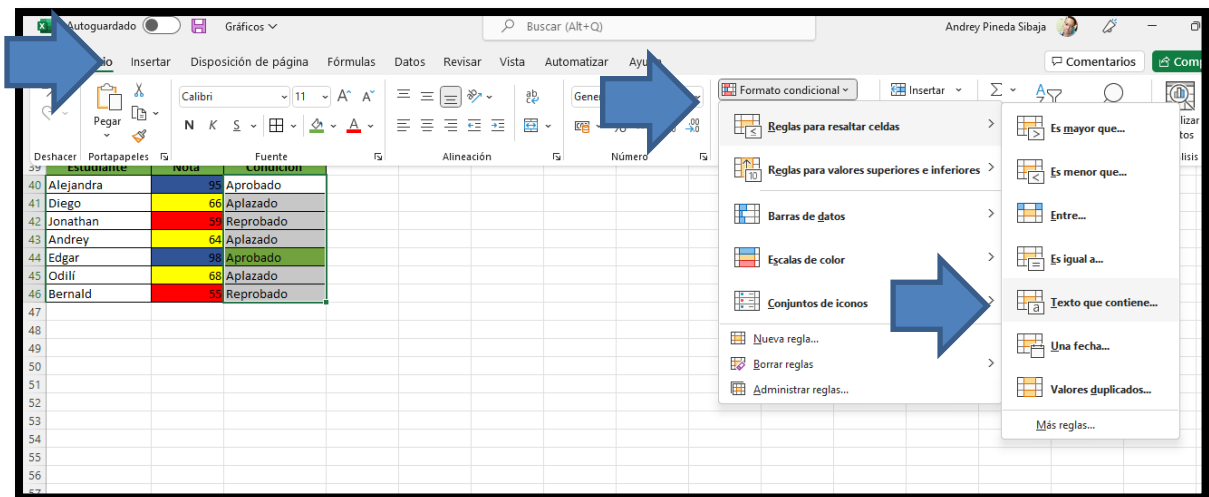 Autoguardado Gráficos Buscar (Alt+Q) Andrey Pineda Sibaja
Insertar Disposición de página Fórmulas Datos Revisar Vista Automatizar Comentarios
Calibri 11 A A ab Formato condicional Insertar Σ
Pegar N K S A
Deshacer Portapapeles Fuente Alineación Número
39 Estudiante Nota Condición
40 Alejandra 95 Aprobado
41 Diego 66 Aplazado
42 Jonathan 59 Reprobado
43 Andrey 64 Aplazado
44 Edgar 98 Aprobado
45 Odilí 68 Aplazado
46 Bernald 55 Reprobado
47
48
49
50
51
52
53
54
55
56
57
Reglas para resaltar celdas
Reglas para valores superiores e inferiores
Barras de datos
Escalas de color
Conjuntos de iconos
Nueva regla...
Borrar reglas
Administrar reglas...
Es mayor que...
Es menor que...
Entre...
Es igual a...
Texto que contiene...
Una fecha...
Valores duplicados...
Más reglas...